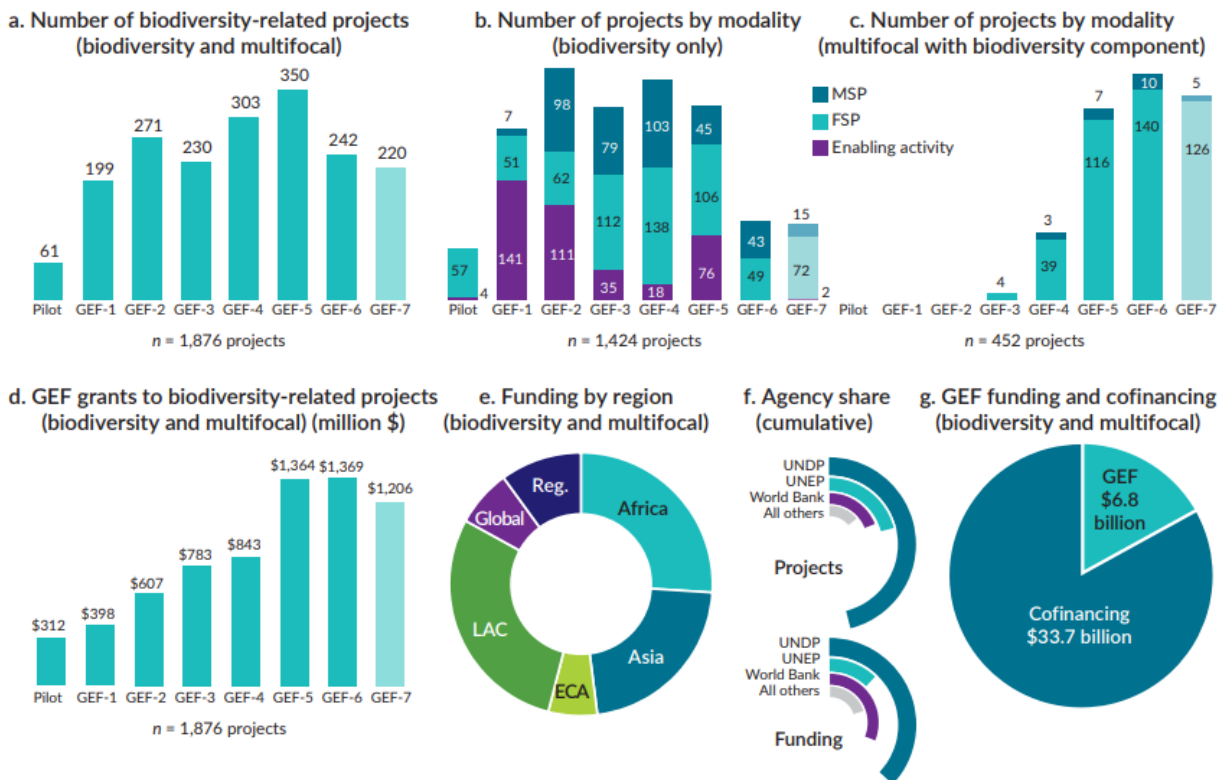 a. Number of biodiversity-related projects
(biodiversity and multifocal)
61
199
271
230
303
350
242
220
Pilot GEF-1 GEF-2 GEF-3 GEF-4 GEF-5 GEF-6 GEF-7
n = 1,876 projects
b. Number of projects by modality
(biodiversity only)
57
4
7
51
141
98
62
111
79
112
35
103
138
18
45
106
76
43
49
15
72
2
Pilot GEF-1 GEF-2 GEF-3 GEF-4 GEF-5 GEF-6 GEF-7
n = 1,424 projects
c. Number of projects by modality
(multifocal with biodiversity component)
MSP
FSP
Enabling activity
4
3
39
7
116
10
140
5
126
Pilot GEF-1 GEF-2 GEF-3 GEF-4 GEF-5 GEF-6 GEF-7
n = 452 projects
d. GEF grants to biodiversity-related projects
(biodiversity and multifocal) (million $)
$312
$398
$607
$783
$843
$1,364
$1,369
$1,206
Pilot GEF-1 GEF-2 GEF-3 GEF-4 GEF-5 GEF-6 GEF-7
n = 1,876 projects
e. Funding by region
(biodiversity and multifocal)
Reg.
Africa
Global
LAC
Asia
ECA
f. Agency share
(cumulative)
UNDP
UNEP
World Bank
All others
Projects
UNDP
UNEP
World Bank
All others
Funding
g. GEF funding and cofinancing
(biodiversity and multifocal)
GEF
$6.8
billion
Cofinancing
$33.7 billion